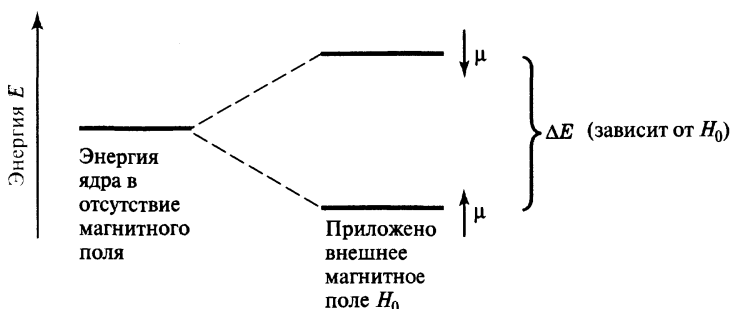 Энергия E
μ
ΔE (зависит от H₀)
Энергия
ядра в
отсутствие
магнитного
поля
μ
Приложено
внешнее
магнитное
поле H₀